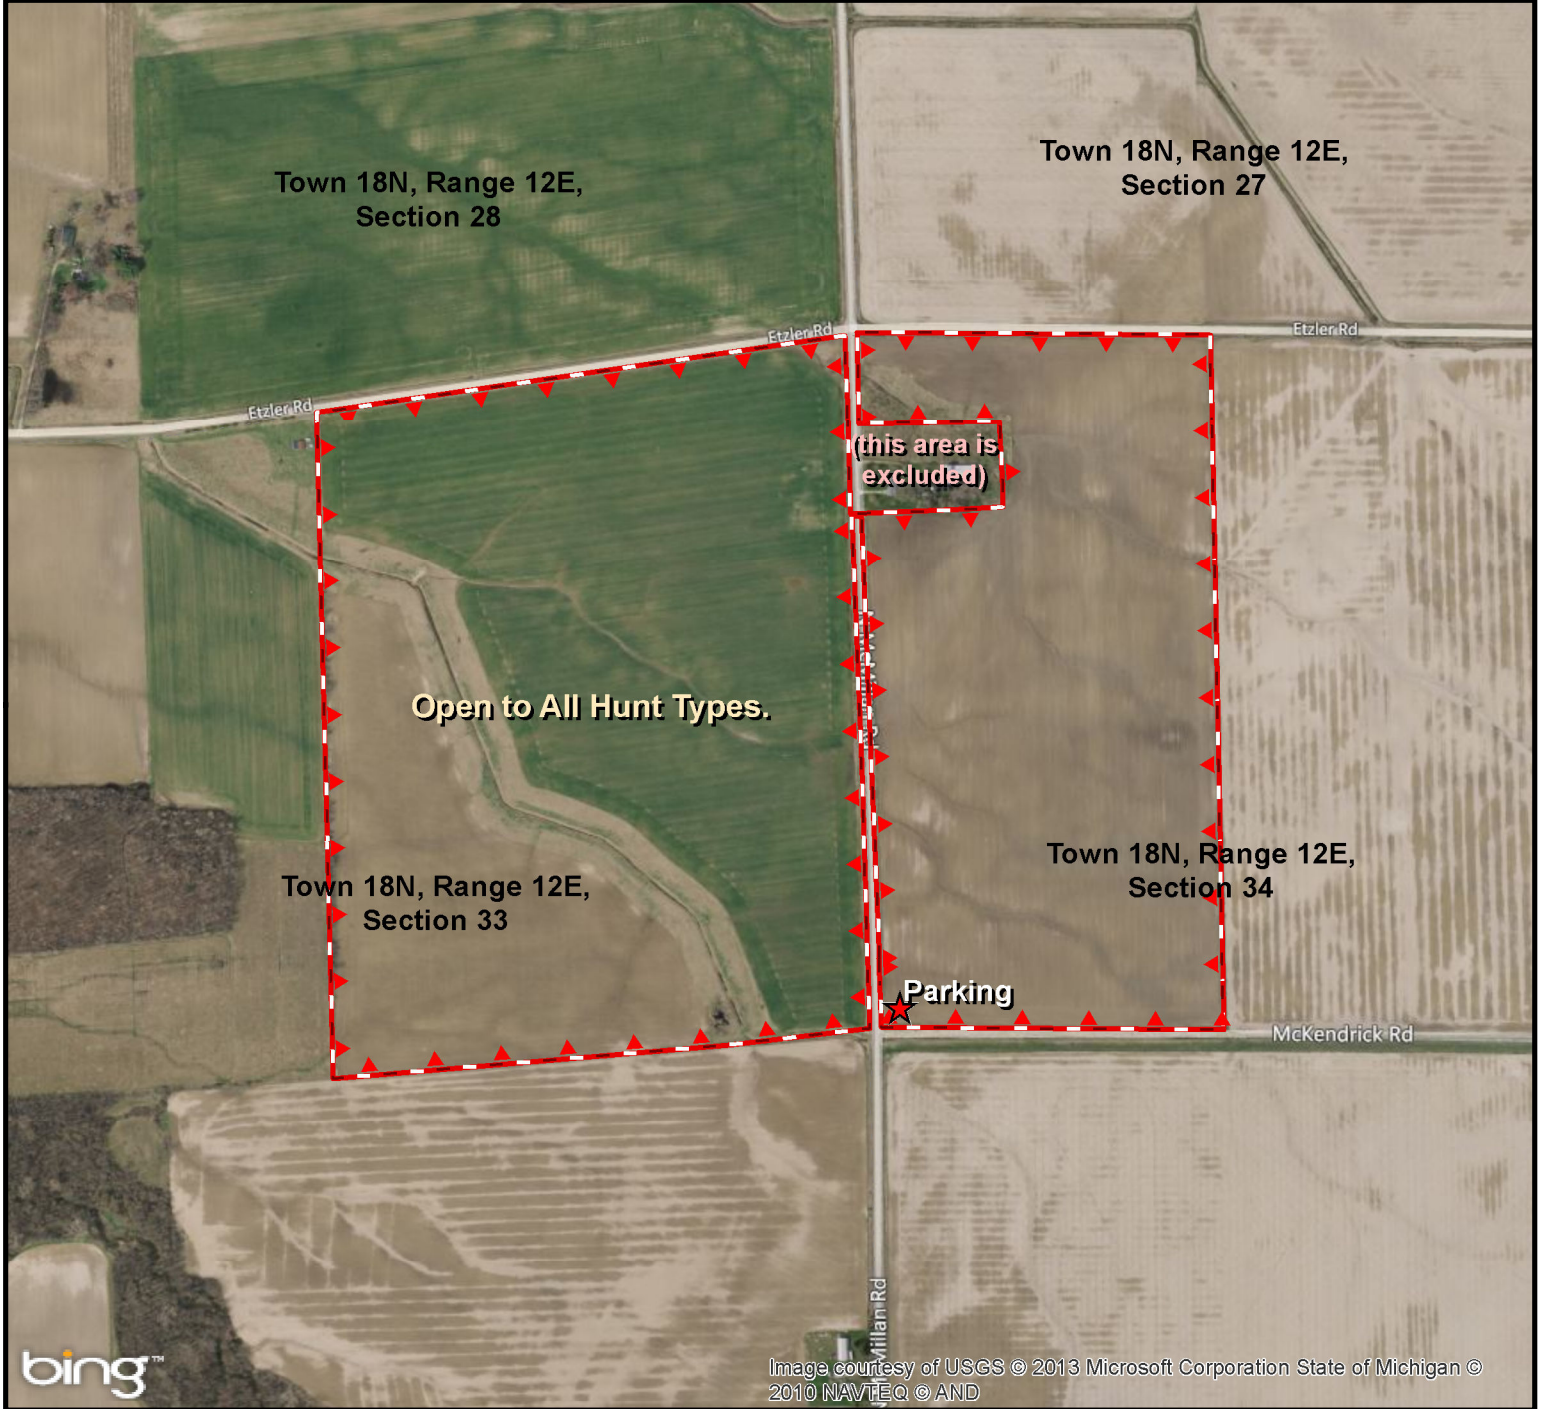 Town 18N, Range 12E,
Section 28
Town 18N, Range 12E,
Section 27
Etzler Rd
Etzler Rd
Etzler Rd
(this area is
excluded)
Open to All Hunt Types.
Town 18N, Range 12E,
Section 33
Town 18N, Range 12E,
Section 34
Parking
McKendrick Rd
Milan Rd
bing™
Image courtesy of USGS © 2013 Microsoft Corporation State of Michigan ©
2010 NAVTEQ © AND